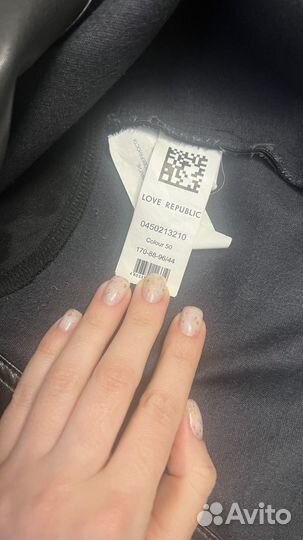 LOVE REPUBLIC
0450213210
Colour 50
170-88-96/44
Avito